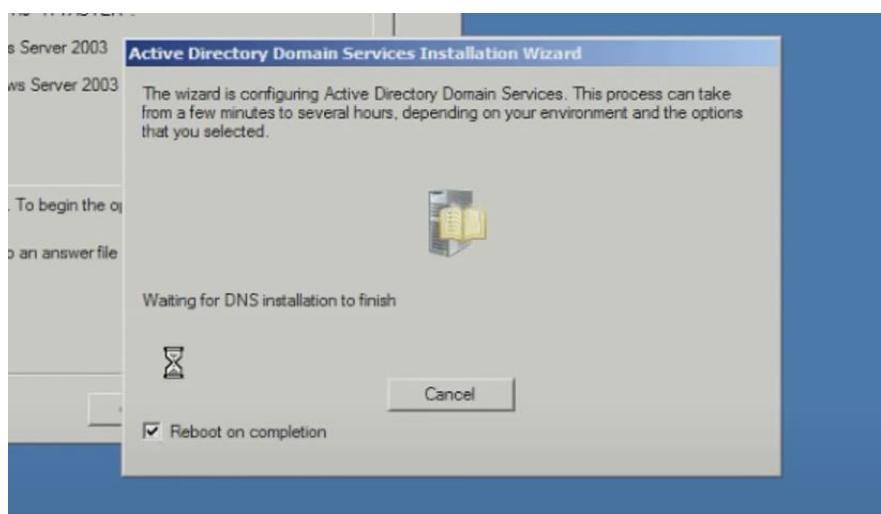 s Server 2003
ws Server 2003
. To begin the op
o an answer file
Active Directory Domain Services Installation Wizard
The wizard is configuring Active Directory Domain Services. This process can take
from a few minutes to several hours, depending on your environment and the options
that you selected.
Waiting for DNS installation to finish
Cancel
Reboot on completion